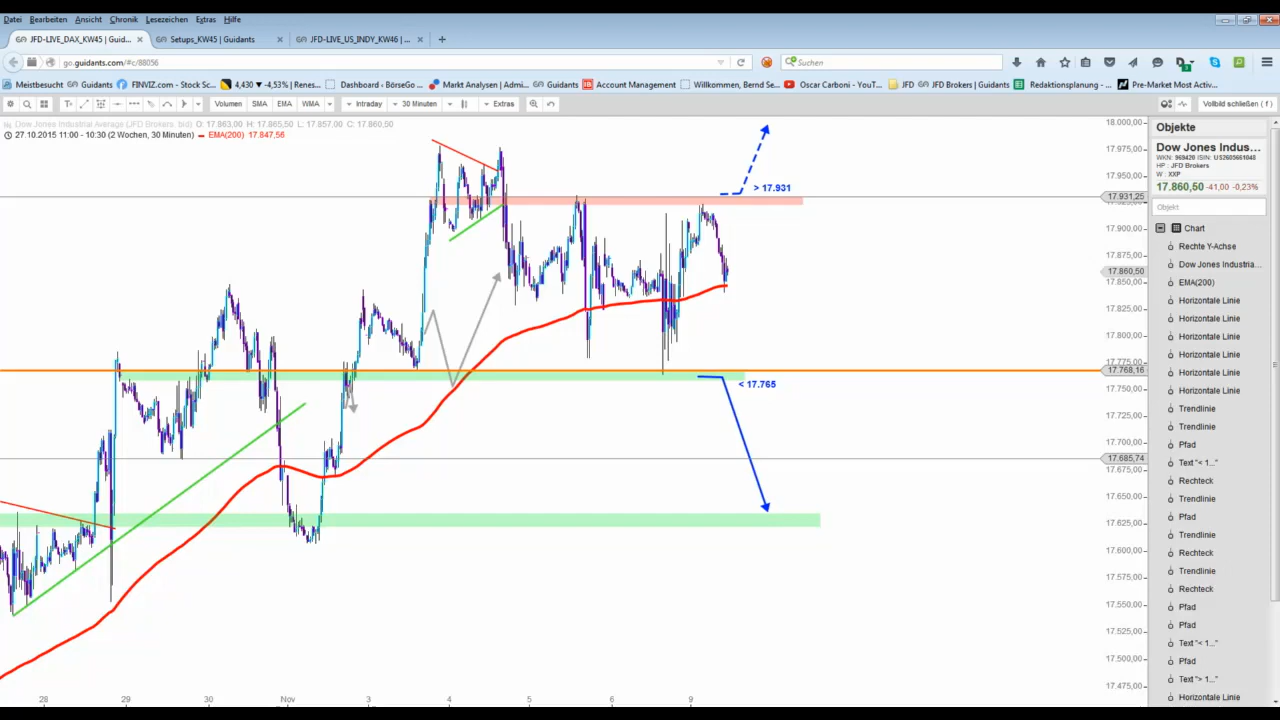 Datei Bearbeiten Ansicht Chronik Lesezeichen Extras Hilfe
JFD-LIVE_DAX_KW45 | Guid... × Setups_KW45 | Guidants × JFD-LIVE_US_INDY_KW46 | ... × +
go.guidants.com/#c/88056 Suchen
Meistbesucht Guidants FINVIZ.com - Stock Sc... 4,430 ▼ -4,53% | Renes... Dashboard - BörseGo ... Markt Analysen | Admi... Guidants Account Management Willkommen, Bernd Se... Oscar Carboni - YouT... JFD JFD Brokers | Guidants Redaktionsplanung - ... Pre-Market Most Activ...
Volumen SMA EMA WMA Intraday 30 Minuten Extras Vollbild schließen ( f )
Dow Jones Industrial Average (JFD Brokers, bid) O: 17.863,00 H: 17.865,50 L: 17.857,00 C: 17.860,50
27.10.2015 11:00 - 10:30 (2 Wochen, 30 Minuten) EMA(200) 17.847,56
> 17.931
< 17.765
18.000,00
17.975,00
17.950,00
17.931,25
17.900,00
17.875,00
17.860,50
17.850,00
17.825,00
17.800,00
17.775,00
17.768,16
17.750,00
17.725,00
17.700,00
17.685,74
17.675,00
17.650,00
17.625,00
17.600,00
17.575,00
17.550,00
17.525,00
17.500,00
17.475,00
28 29 30 Nov 3 4 5 6 9
Objekte
Dow Jones Indus...
WKN: 969420 ISIN: US2605661048
HP : JFD Brokers
W : XXP
17.860,50 -41,00 -0,23%
Objekt
Chart
Rechte Y-Achse
Dow Jones Industria...
EMA(200)
Horizontale Linie
Horizontale Linie
Horizontale Linie
Horizontale Linie
Horizontale Linie
Horizontale Linie
Trendlinie
Trendlinie
Pfad
Text "< 1..."
Rechteck
Trendlinie
Pfad
Trendlinie
Rechteck
Trendlinie
Rechteck
Pfad
Pfad
Text "< 1..."
Pfad
Text "> 1..."
Horizontale Linie